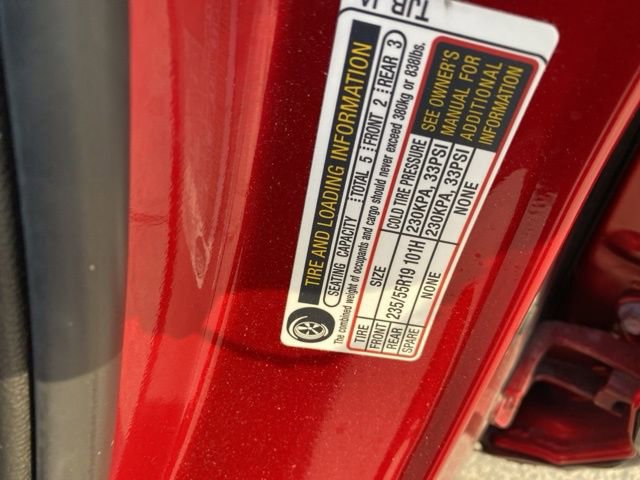 TJR
TIRE AND LOADING INFORMATION
SEATING CAPACITY TOTAL 5 FRONT 2 REAR 3
The combined weight of occupants and cargo should never exceed 380kg or 838lbs.
TIRE SIZE COLD TIRE PRESSURE
FRONT 235/55R19 101H 230KPA, 33PSI
REAR 230KPA, 33PSI
SPARE NONE NONE
SEE OWNER'S
MANUAL FOR
ADDITIONAL
INFORMATION